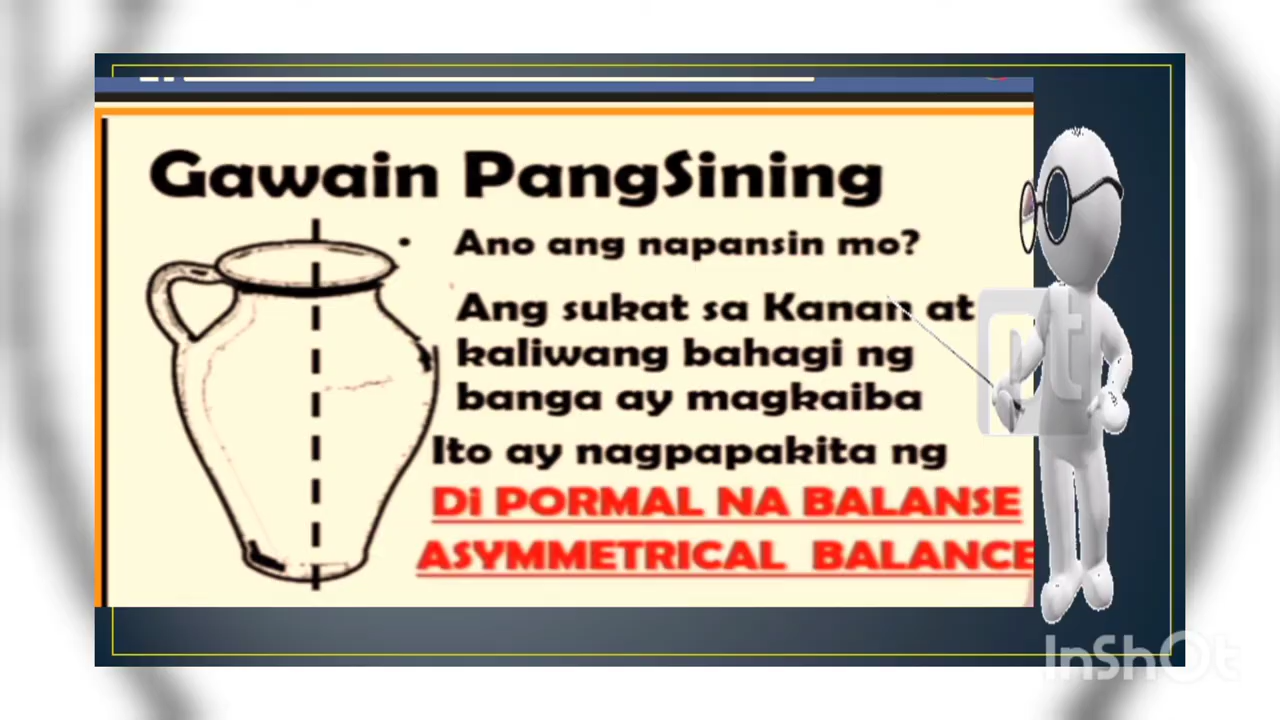 Gawain PangSining
• Ano ang napansin mo?
Ang sukat sa Kanan at
kaliwang bahagi ng
banga ay magkaiba
Ito ay nagpapakita ng
Di PORMAL NA BALANSE
ASYMMETRICAL BALANCE
InShOt